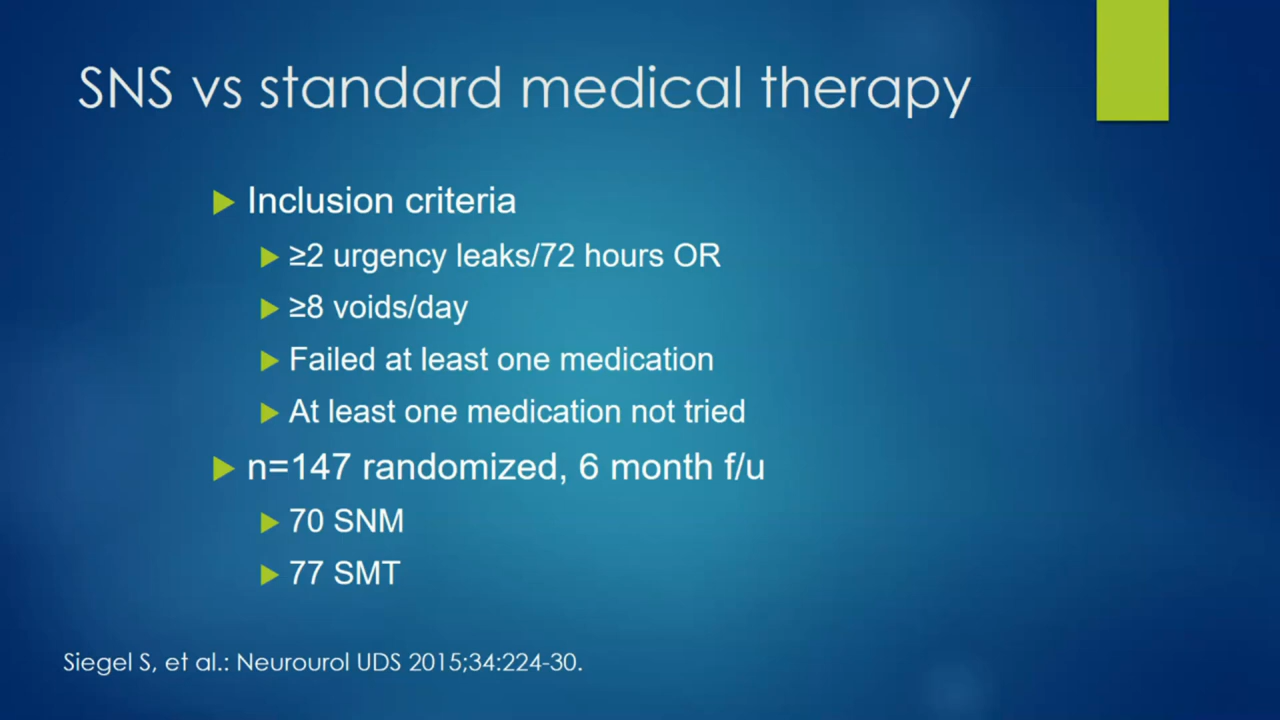 SNS vs standard medical therapy
Inclusion criteria
≥2 urgency leaks/72 hours OR
≥8 voids/day
Failed at least one medication
At least one medication not tried
n=147 randomized, 6 month f/u
70 SNM
77 SMT
Siegel S, et al.: Neurourol UDS 2015;34:224-30.